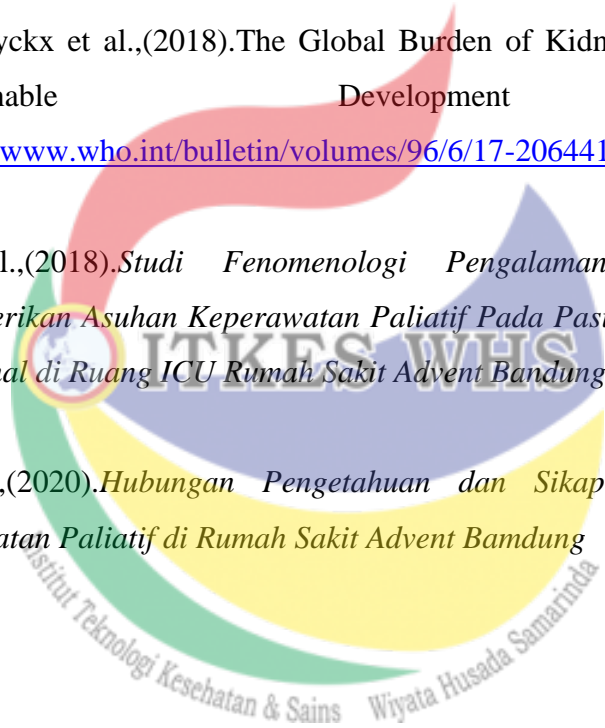 yckx et al.,(2018).The Global Burden of Kidn
nable Development
www.who.int/bulletin/volumes/96/6/17-206441
l.,(2018).Studi Fenomenologi Pengalaman
erikan Asuhan Keperawatan Paliatif Pada Pasi
nal di Ruang ICU Rumah Sakit Advent Bandung
ITKES WHS
,(2020).Hubungan Pengetahuan dan Sikap
atan Paliatif di Rumah Sakit Advent Bamdung
Institut Teknologi Kesehatan & Sains Wiyata Husada Samarinda